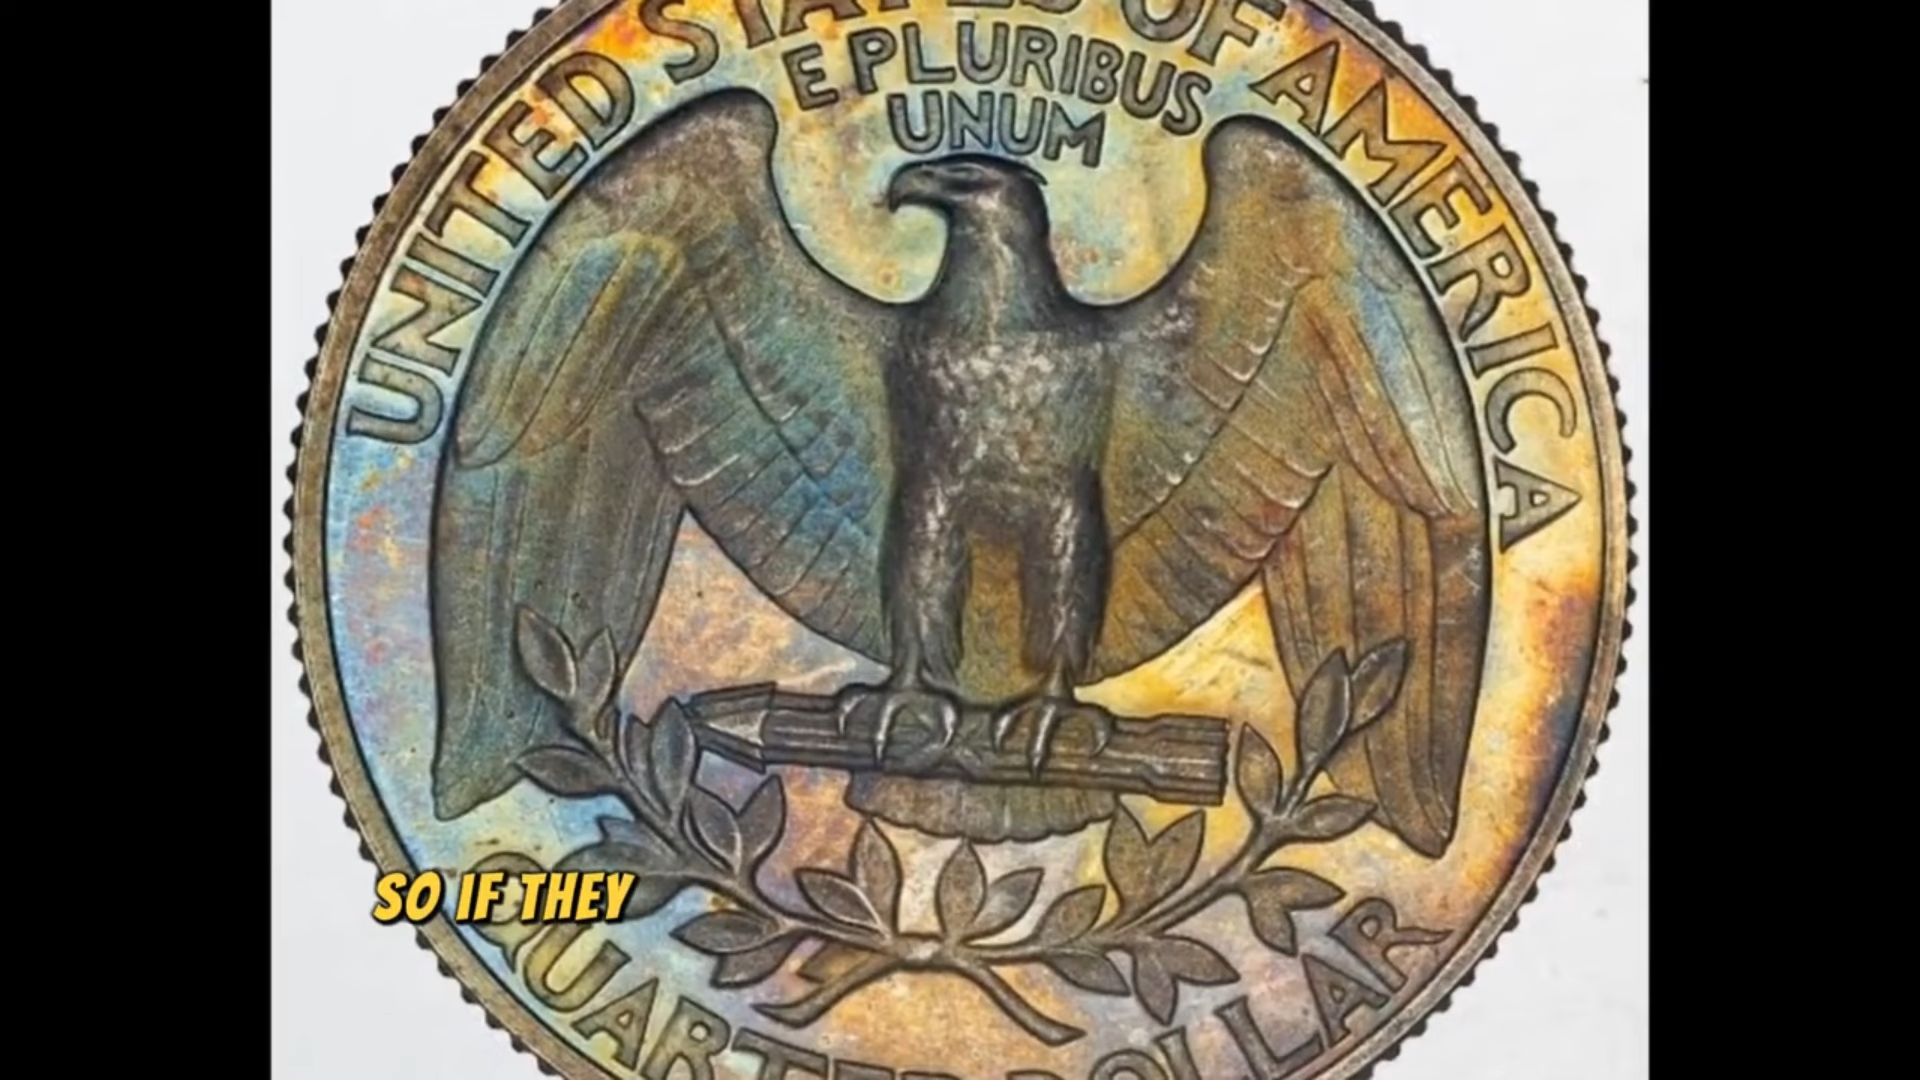 UNITED STATES OF AMERICA
E PLURIBUS
UNUM
SO IF THEY
QUARTER DOLLAR